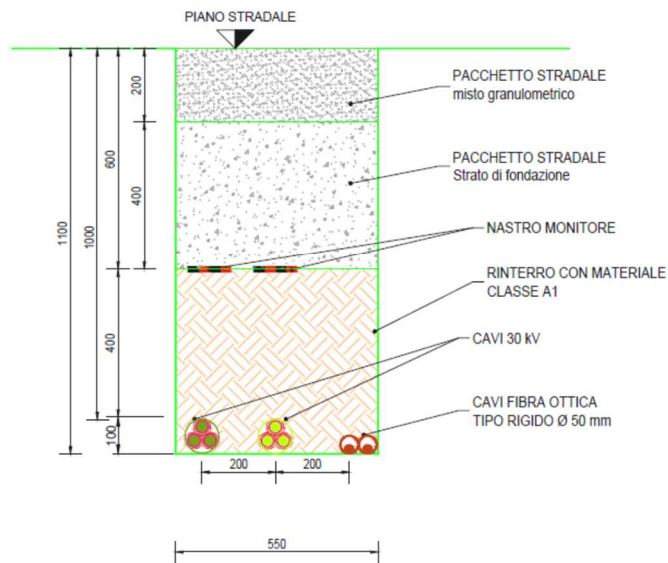 PIANO STRADALE
200
PACCHETTO STRADALE
misto granulometrico
600
400
PACCHETTO STRADALE
Strato di fondazione
1100
1000
NASTRO MONITORE
RINTERRO CON MATERIALE
CLASSE A1
400
CAVI 30 kV
CAVI FIBRA OTTICA
TIPO RIGIDO Ø 50 mm
100
200
200
550